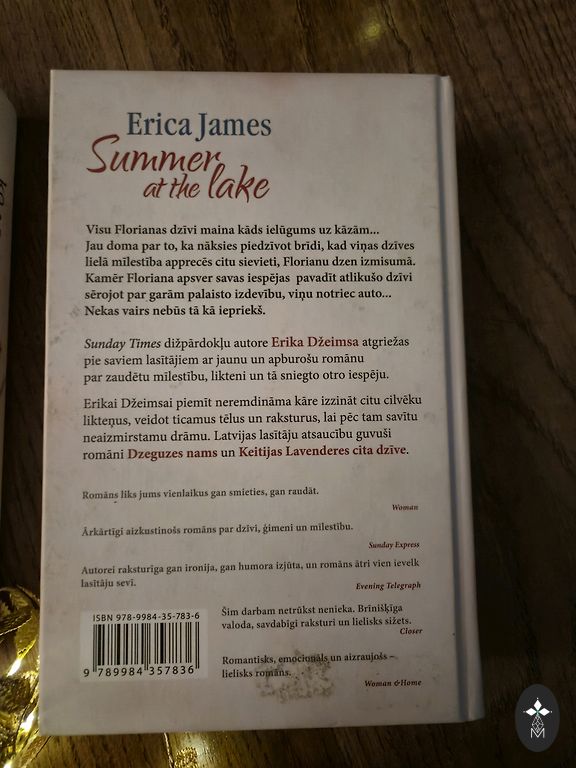 Erica James
Summer
at the lake
Visu Florianas dzīvi maina kāds ielūgums uz kāzām...
Jau doma par to, ka nāksies piedzīvot brīdi, kad viņas dzīves
lielā mīlestība apprecēs citu sievieti, Florianu dzen izmisumā.
Kamēr Floriana apsver savas iespējas pavadīt atlikušo dzīvi
sērojot par garām palaisto izdevību, viņu notriec auto...
Nekas vairs nebūs tā kā iepriekš.
Sunday Times dižpārdokļu autore Erika Džeimsa atgriežas
pie saviem lasītājiem ar jaunu un apburošu romānu
par zaudētu mīlestību, likteni un tā sniegto otro iespēju.
Erikai Džeimsai piemīt neremdināma kāre izzināt citu cilvēku
likteņus, veidot ticamus tēlus un raksturus, lai pēc tam savītu
neaizmirstamu drāmu. Latvijas lasītāju atsaucību guvuši
romāni Dzeguzes nams un Keitijas Lavenderes cita dzīve.
Romāns liks jums vienlaikus gan smieties, gan raudāt.
Woman
Ārkārtīgi aizkustinošs romāns par dzīvi, ģimeni un mīlestību.
Sunday Express
Autorei raksturīga gan ironija, gan humora izjūta, un romāns ātri vien ievelk
lasītāju sevī.
Evening Telegraph
ISBN 978-9984-35-783-6
9 789984 357836
Šim darbam netrūkst nenieka. Brīnišķīga
valoda, savdabīgi raksturi un lielisks sižets.
Closer
Romantisks, emocionāls un aizraujošs –
lielisks romāns.
Woman & Home